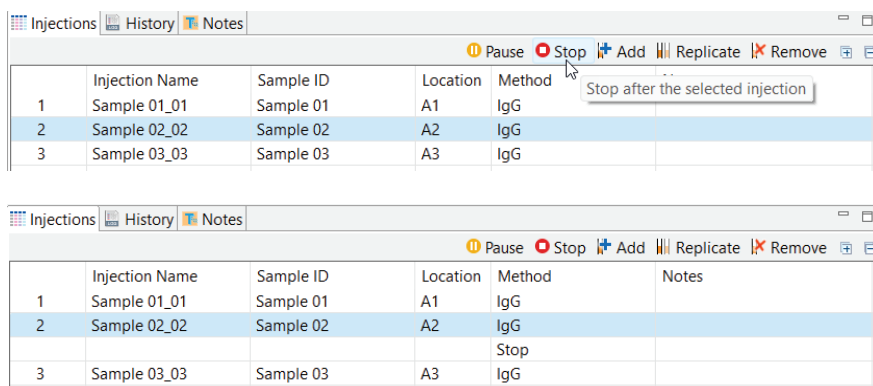 Injections History Notes
Pause Stop Add Replicate Remove
Injection Name Sample ID Location Method
Stop after the selected injection
1 Sample 01_01 Sample 01 A1 IgG
2 Sample 02_02 Sample 02 A2 IgG
3 Sample 03_03 Sample 03 A3 IgG
Injections History Notes
Pause Stop Add Replicate Remove
Injection Name Sample ID Location Method Notes
1 Sample 01_01 Sample 01 A1 IgG
2 Sample 02_02 Sample 02 A2 IgG
Stop
3 Sample 03_03 Sample 03 A3 IgG